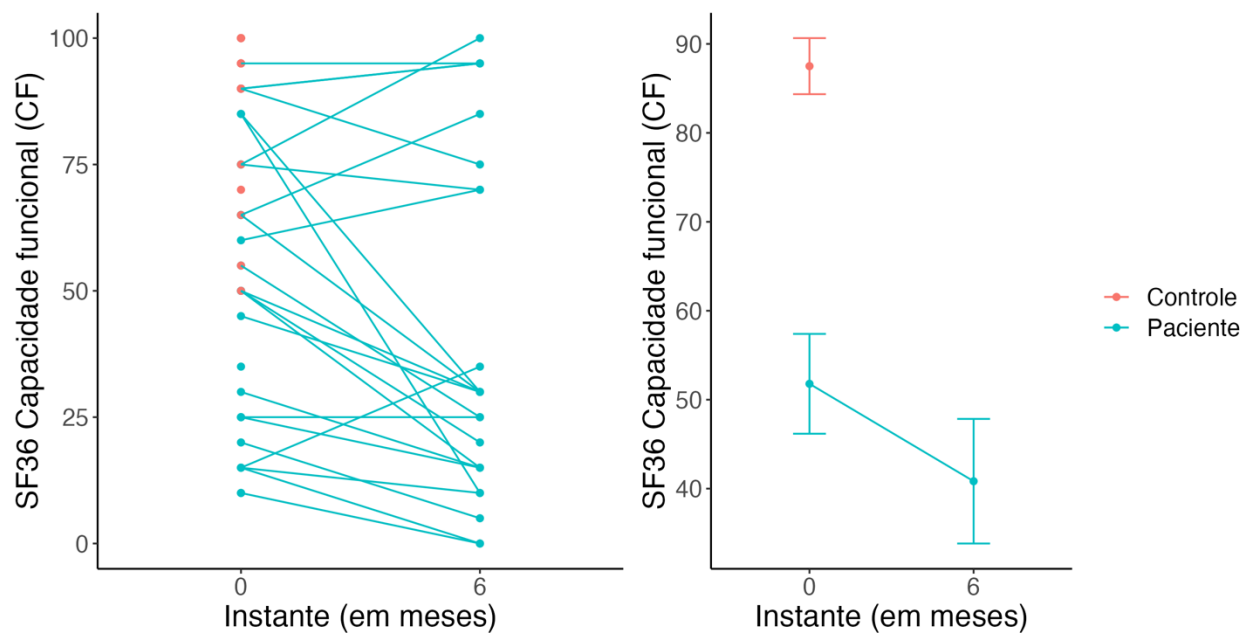 SF36 Capacidade funcional (CF)
100
75
50
25
0
0
6
Instante (em meses)
SF36 Capacidade funcional (CF)
90
80
70
60
50
40
0
6
Instante (em meses)
Controle
Paciente